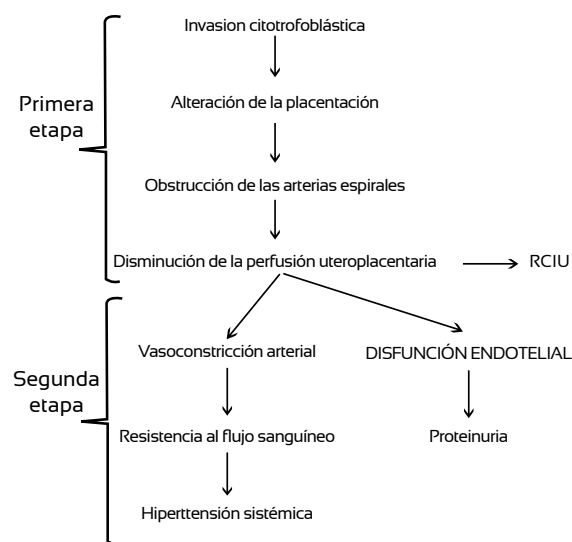 Invasion citotrofoblástica
Primera
etapa
Alteración de la placentación
Obstrucción de las arterias espirales
Disminución de la perfusión uteroplacentaria
RCIU
Segunda
etapa
Vasoconstricción arterial
DISFUNCIÓN ENDOTELIAL
Resistencia al flujo sanguíneo
Proteinuria
Hiperttensión sistémica